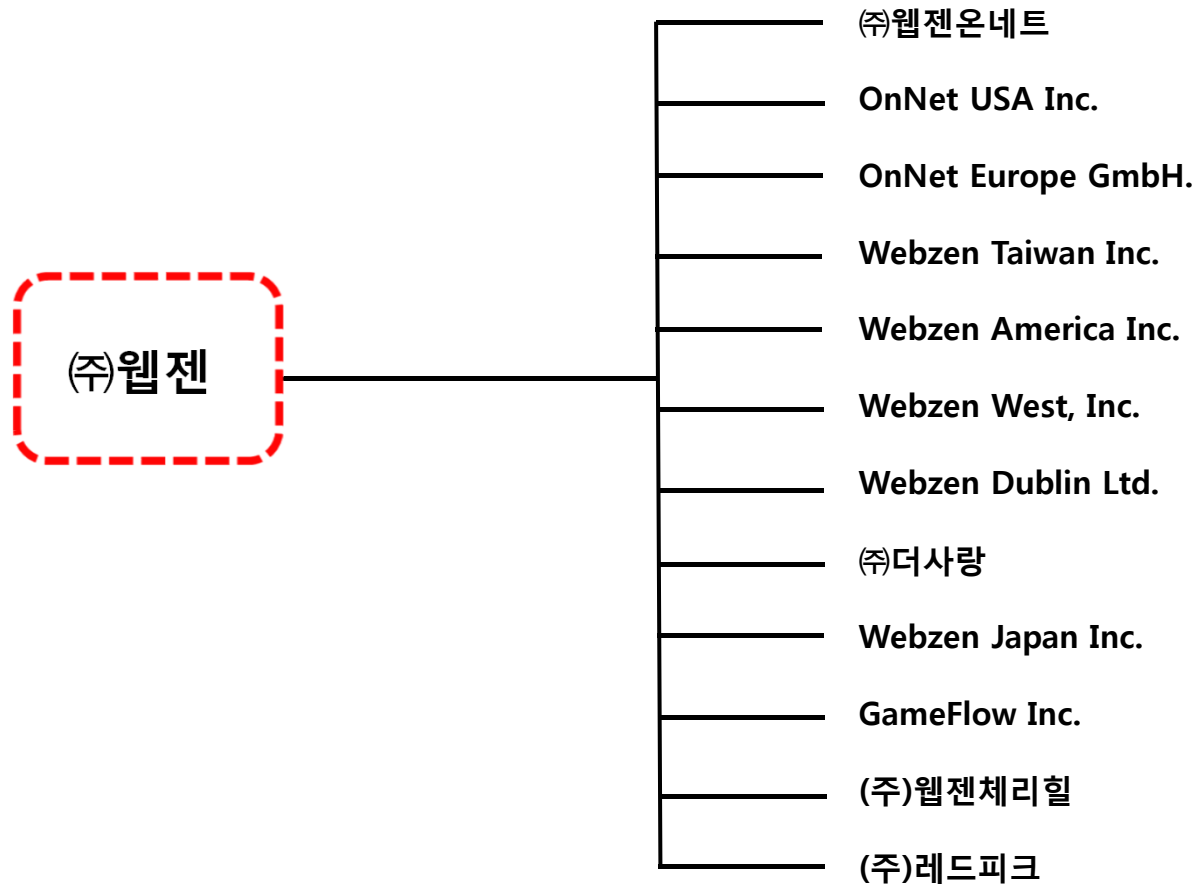 ㈜웹젠
㈜웹젠온네트
OnNet USA Inc.
OnNet Europe GmbH.
Webzen Taiwan Inc.
Webzen America Inc.
Webzen West, Inc.
Webzen Dublin Ltd.
㈜더사랑
Webzen Japan Inc.
GameFlow Inc.
(주)웹젠체리힐
(주)레드피크